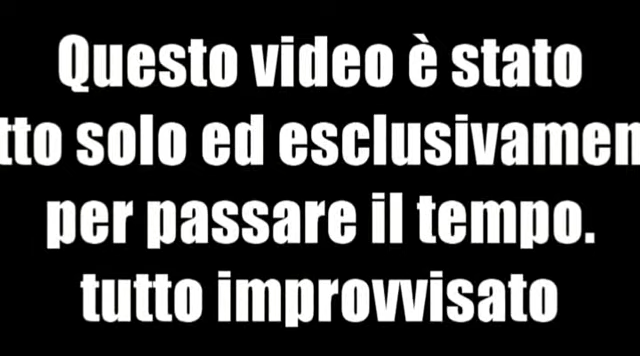 Questo video è stato
tto solo ed esclusivamen
per passare il tempo.
tutto improvvisato